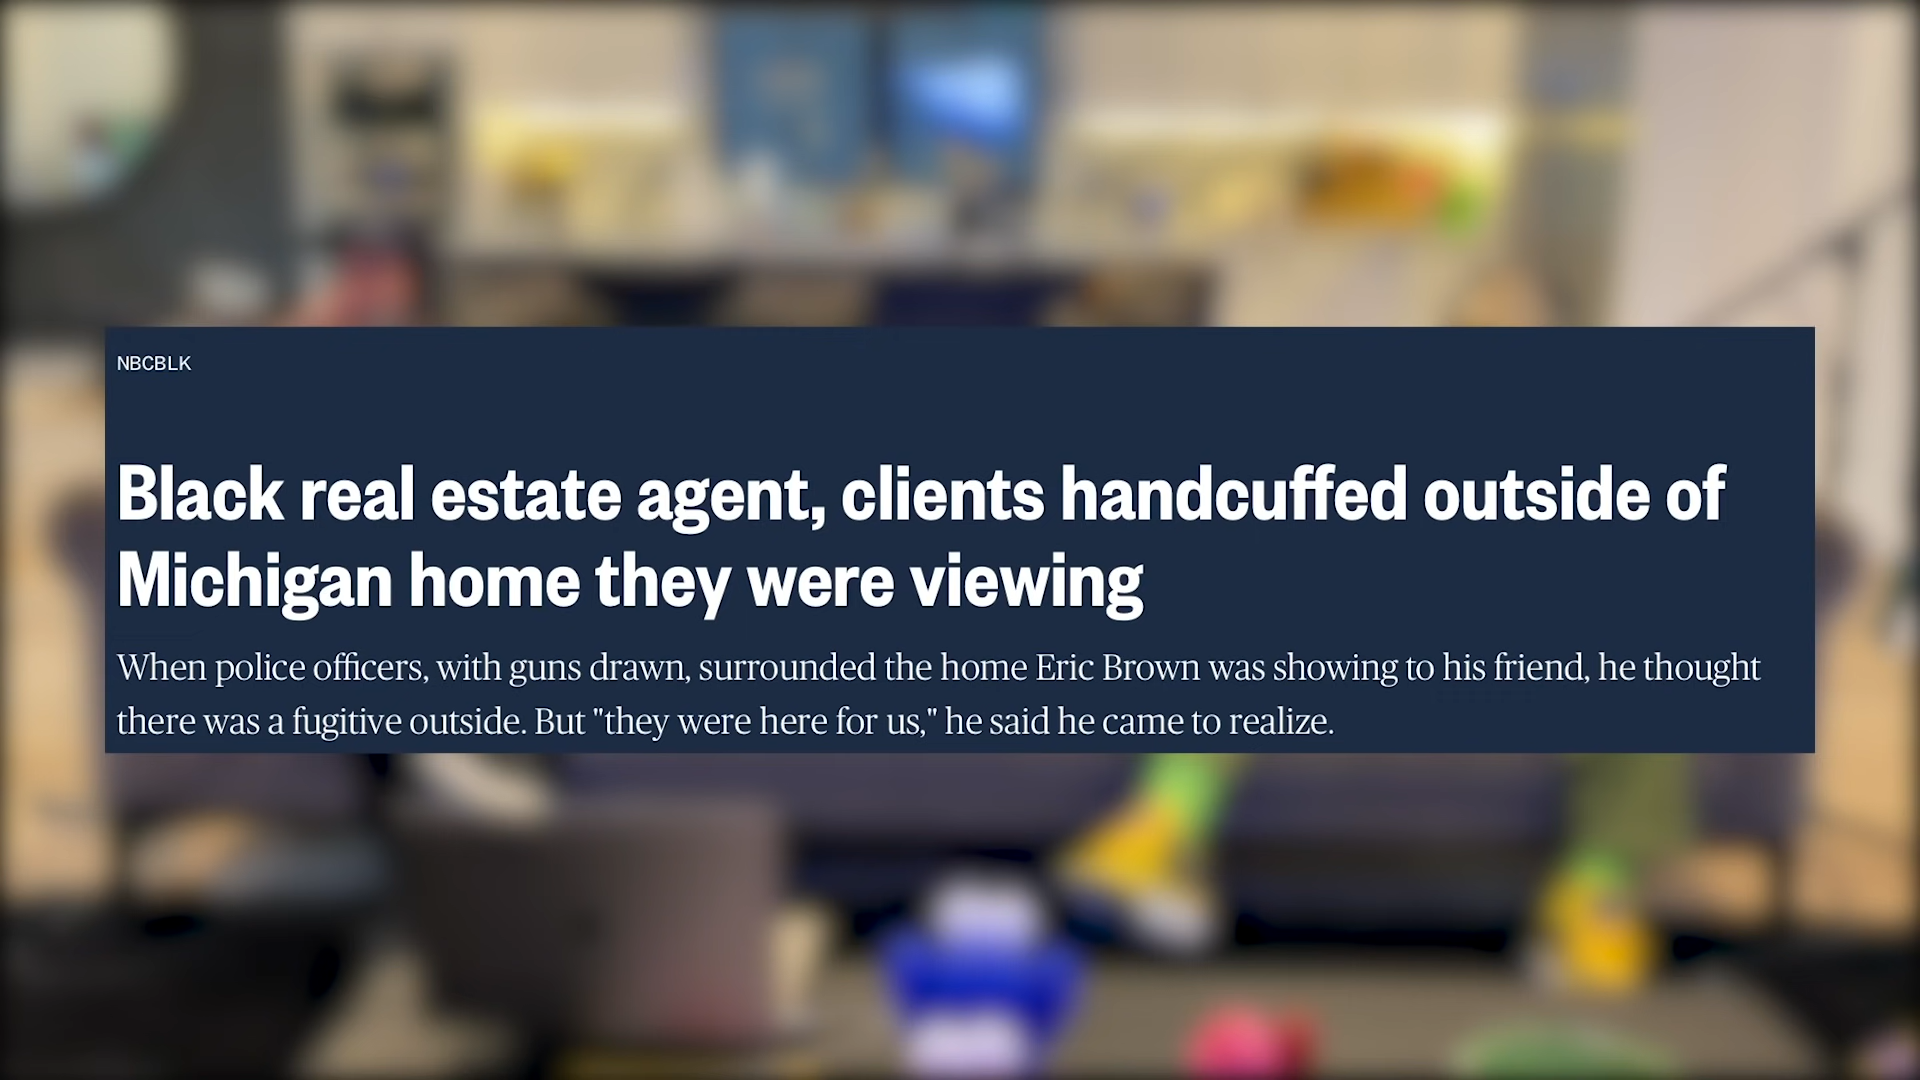 NBCBLK
Black real estate agent, clients handcuffed outside of
Michigan home they were viewing
When police officers, with guns drawn, surrounded the home Eric Brown was showing to his friend, he thought
there was a fugitive outside. But "they were here for us," he said he came to realize.